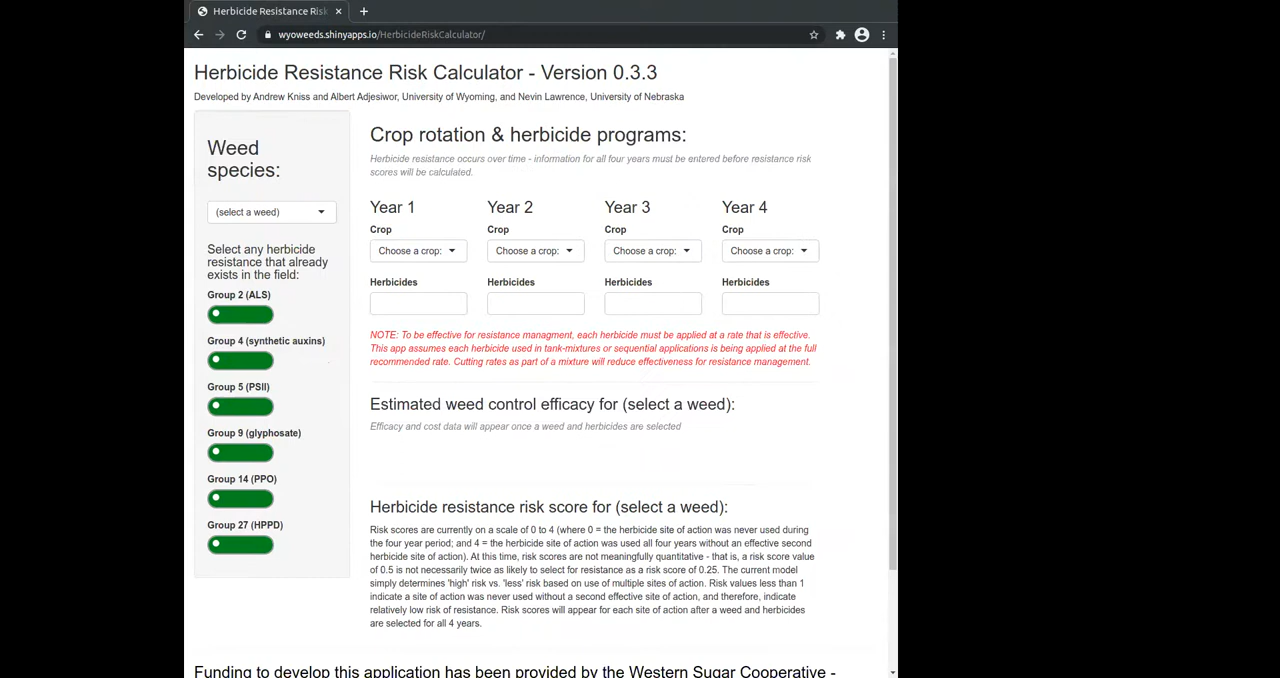 Herbicide Resistance Risk
wyoweeds.shinyapps.io/HerbicideRiskCalculator/
Herbicide Resistance Risk Calculator - Version 0.3.3
Developed by Andrew Kniss and Albert Adjesiwor, University of Wyoming, and Nevin Lawrence, University of Nebraska
Weed
species:
(select a weed)
Select any herbicide
resistance that already
exists in the field:
Group 2 (ALS)
Group 4 (synthetic auxins)
Group 5 (PSII)
Group 9 (glyphosate)
Group 14 (PPO)
Group 27 (HPPD)
Crop rotation & herbicide programs:
Herbicide resistance occurs over time - information for all four years must be entered before resistance risk
scores will be calculated.
Year 1 Year 2 Year 3 Year 4
Crop Crop Crop Crop
Choose a crop: Choose a crop: Choose a crop: Choose a crop:
Herbicides Herbicides Herbicides Herbicides
NOTE: To be effective for resistance managment, each herbicide must be applied at a rate that is effective.
This app assumes each herbicide used in tank-mixtures or sequential applications is being applied at the full
recommended rate. Cutting rates as part of a mixture will reduce effectiveness for resistance management.
Estimated weed control efficacy for (select a weed):
Efficacy and cost data will appear once a weed and herbicides are selected
Herbicide resistance risk score for (select a weed):
Risk scores are currently on a scale of 0 to 4 (where 0 = the herbicide site of action was never used during
the four year period; and 4 = the herbicide site of action was used all four years without an effective second
herbicide site of action). At this time, risk scores are not meaningfully quantitative - that is, a risk score value
of 0.5 is not necessarily twice as likely to select for resistance as a risk score of 0.25. The current model
simply determines 'high' risk vs. 'less' risk based on use of multiple sites of action. Risk values less than 1
indicate a site of action was never used without a second effective site of action, and therefore, indicate
relatively low risk of resistance. Risk scores will appear for each site of action after a weed and herbicides
are selected for all 4 years.
Funding to develop this application has been provided by the Western Sugar Cooperative -